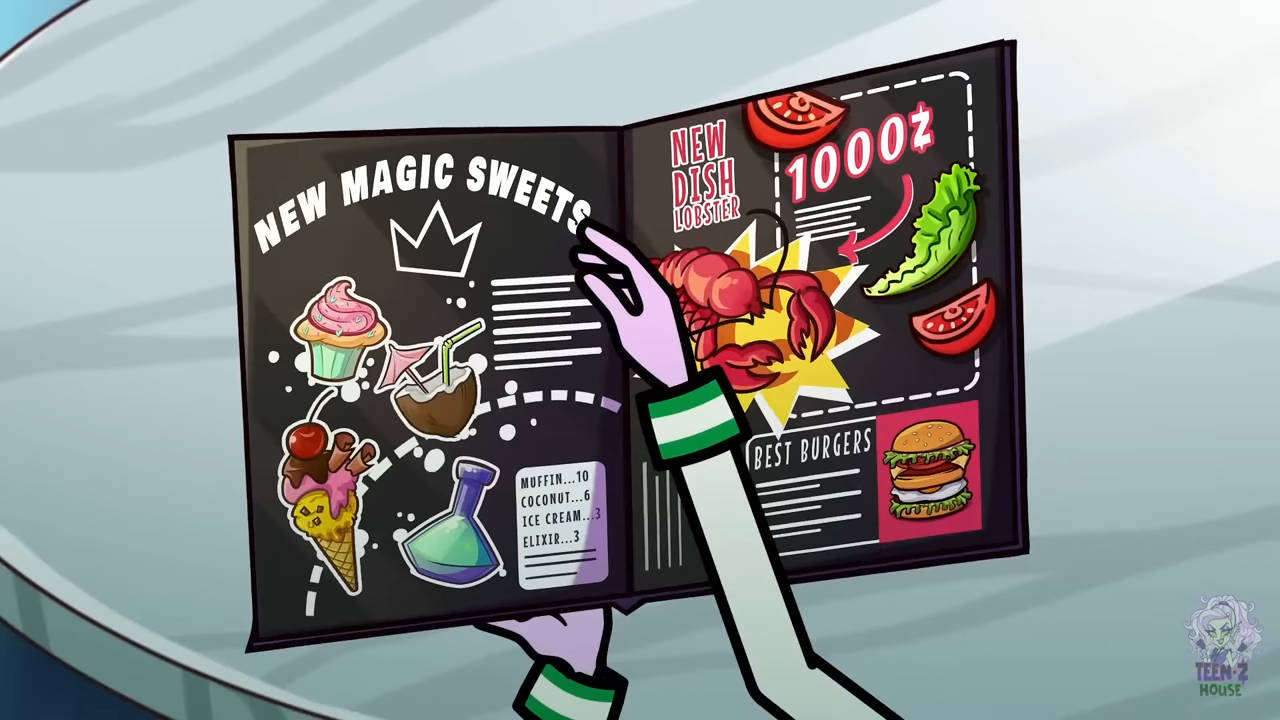 NEW MAGIC SWEETS
MUFFIN...10
COCONUT...6
ICE CREAM...3
ELIXIR...3
NEW
DISH
LOBSTER
1000Ƶ
BEST BURGERS
TEEN-Z
HOUSE